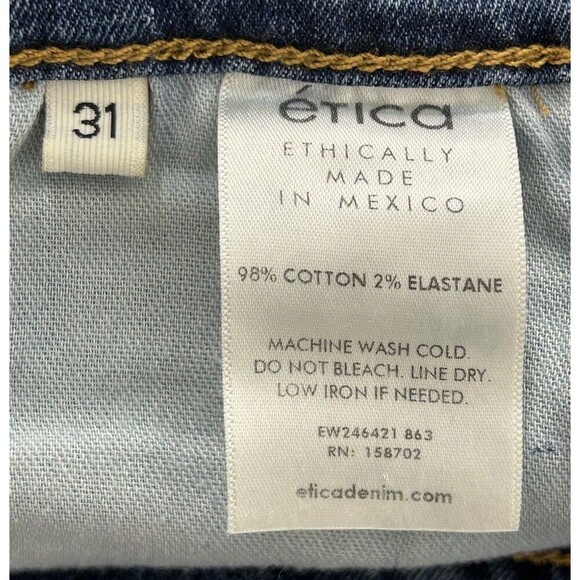 31
éTICa
ETHICALLY
MADE
IN MEXICO
98% COTTON 2% ELASTANE
MACHINE WASH COLD.
DO NOT BLEACH. LINE DRY.
LOW IRON IF NEEDED.
EW246421 863
RN: 158702
eticadenim.com